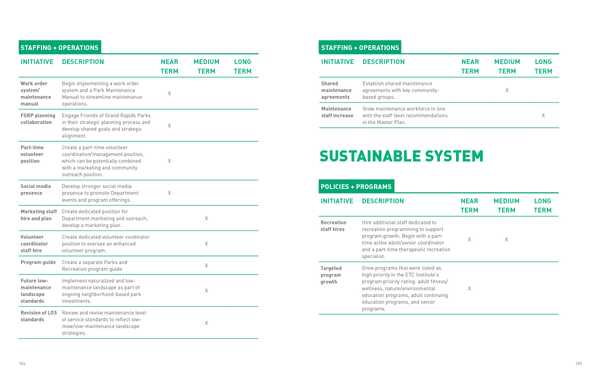 STAFFING + OPERATIONS
INITIATIVE DESCRIPTION NEAR TERM MEDIUM TERM LONG TERM
Work order system/ maintenance manual
Begin implementing a work order
system and a Park Maintenance
Manual to streamline maintenance
operations.
X
FGRP planning collaboration
Engage Friends of Grand Rapids Parks
in their strategic planning process and
develop shared goals and strategic
alignment.
X
Part-time volunteer position
Create a part-time volunteer
coordination/management position,
which can be potentially combined
with a marketing and community
outreach position.
X
Social media presence
Develop stronger social media
presence to promote Department
events and program offerings.
X
Marketing staff hire and plan
Create dedicated position for
Department marketing and outreach,
develop a marketing plan.
X
Volunteer coordinator staff hire
Create dedicated volunteer coordinator
position to oversee an enhanced
volunteer program.
X
Program guide
Create a separate Parks and
Recreation program guide.
X
Future low-maintenance landscape standards
Implement naturalized and low-
maintenance landscape as part of
ongoing neighborhood-based park
investments.
X
Revision of LOS standards
Review and revise maintenance level
of service standards to reflect low-
mow/low-maintenance landscape
strategies.
X
STAFFING + OPERATIONS
INITIATIVE DESCRIPTION NEAR TERM MEDIUM TERM LONG TERM
Shared maintenance agreements
Establish shared maintenance
agreements with key community-
based groups.
X
Maintenance staff increase
Grow maintenance workforce in line
with the staff level recommendations
in the Master Plan.
X
SUSTAINABLE SYSTEM
POLICIES + PROGRAMS
INITIATIVE DESCRIPTION NEAR TERM MEDIUM TERM LONG TERM
Recreation staff hires
Hire additional staff dedicated to
recreation programming to support
program growth. Begin with a part-
time active adult/senior coordinator
and a part-time therapeutic recreation
specialist.
X X
Targeted program growth
Grow programs that were listed as
high priority in the ETC Institute's
program priority rating: adult fitness/
wellness, nature/environmental
education programs, adult continuing
education programs, and senior
programs.
X